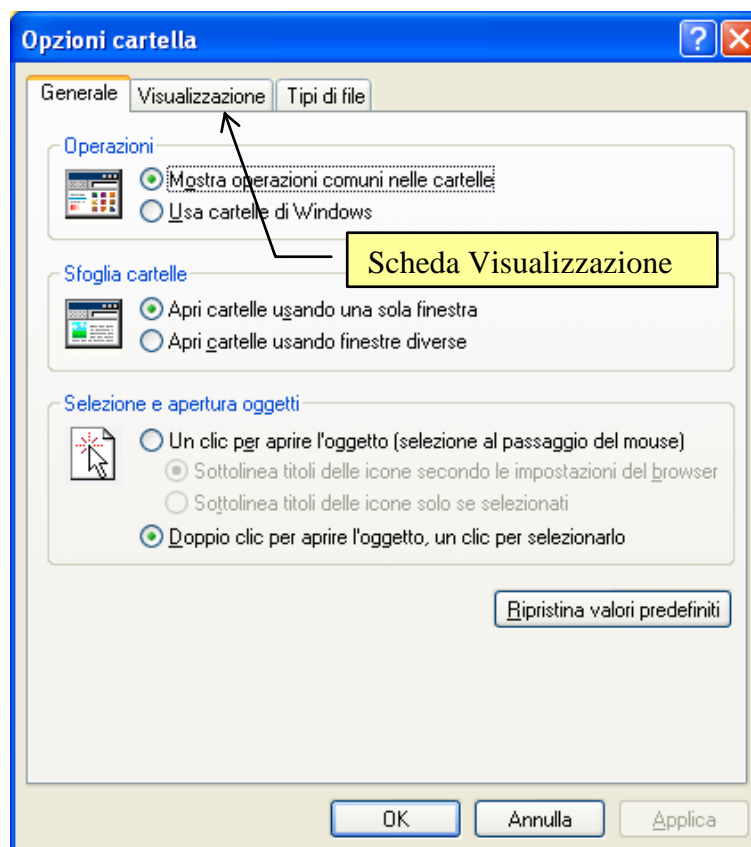 Opzioni cartella
Generale Visualizzazione Tipi di file
Operazioni
Mostra operazioni comuni nelle cartelle
Usa cartelle di Windows
Scheda Visualizzazione
Sfoglia cartelle
Apri cartelle usando una sola finestra
Apri cartelle usando finestre diverse
Selezione e apertura oggetti
Un clic per aprire l'oggetto (selezione al passaggio del mouse)
Sottolinea titoli delle icone secondo le impostazioni del browser
Sottolinea titoli delle icone solo se selezionati
Doppio clic per aprire l'oggetto, un clic per selezionarlo
Ripristina valori predefiniti
OK Annulla Applica